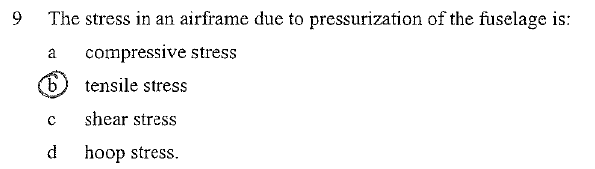 9 The stress in an airframe due to pressurization of the fuselage is:
a compressive stress
b tensile stress
c shear stress
d hoop stress.